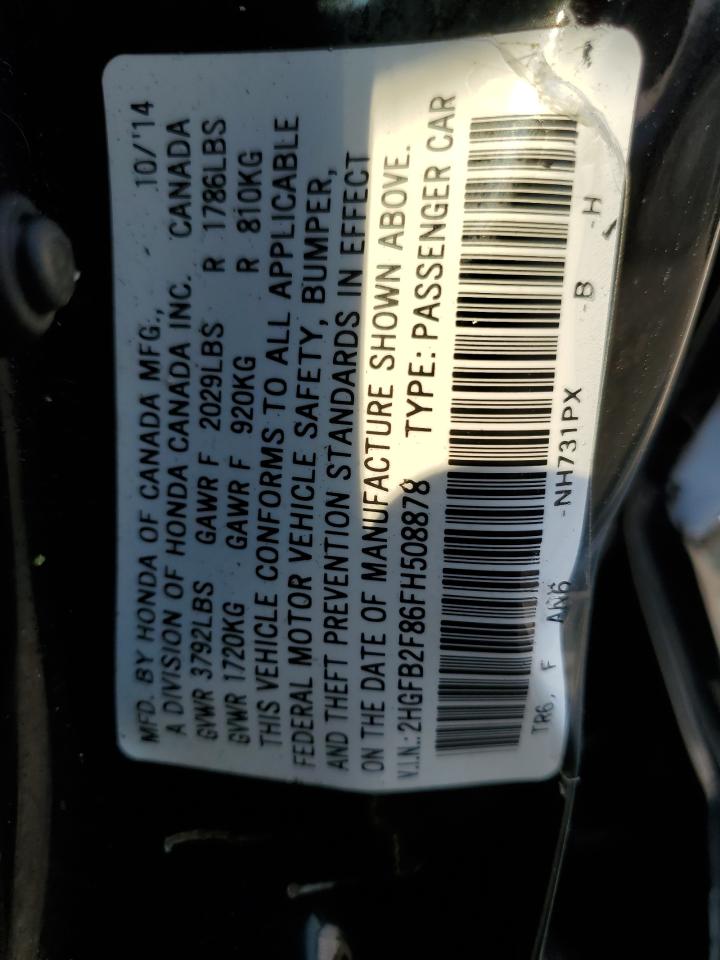 MFD. BY HONDA OF CANADA MFG., 10/'14
A DIVISION OF HONDA CANADA INC. CANADA
GVWR 3792LBS GAWR F 2029LBS R 1786LBS
GVWR 1720KG GAWR F 920KG R 810KG
THIS VEHICLE CONFORMS TO ALL APPLICABLE
FEDERAL MOTOR VEHICLE SAFETY, BUMPER,
AND THEFT PREVENTION STANDARDS IN EFFECT
ON THE DATE OF MANUFACTURE SHOWN ABOVE.
V.I.N.: 2HGFB2F86FH508878 TYPE: PASSENGER CAR
TR6, F AN6 -NH731PX -B -H